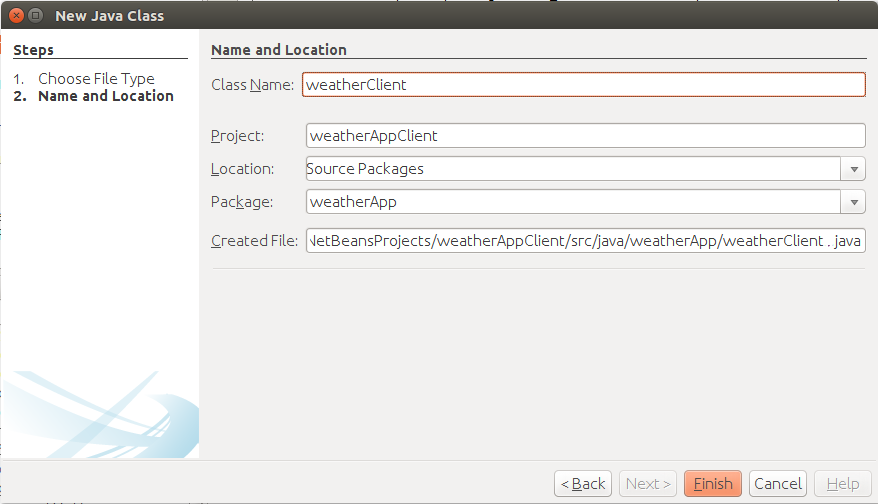 New Java Class
Steps
1. Choose File Type
2. Name and Location
Name and Location
Class Name: weatherClient
Project: weatherAppClient
Location: Source Packages
Package: weatherApp
Created File: NetBeansProjects/weatherAppClient/src/java/weatherApp/weatherClient . java
< Back Next > Finish Cancel Help